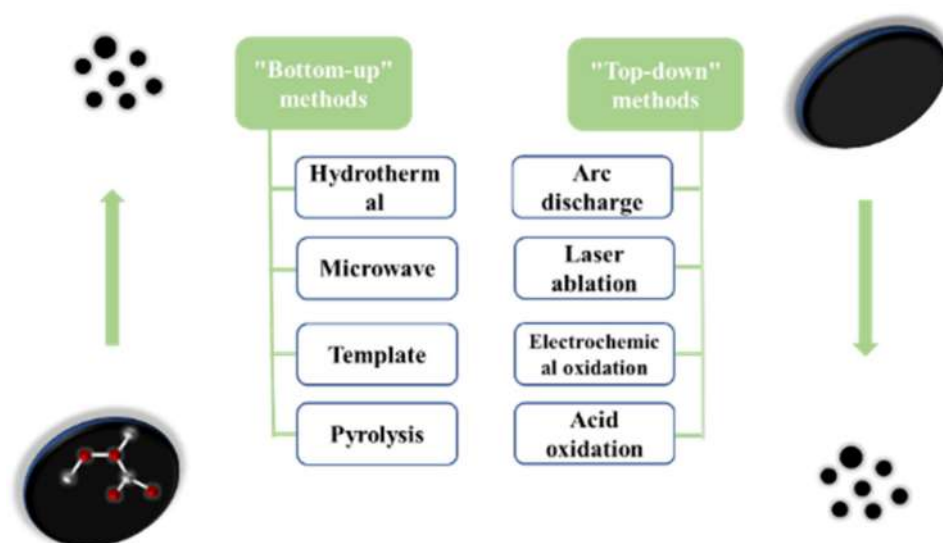 "Bottom-up"
methods
"Top-down"
methods
Hydrotherm
al
Microwave
Template
Pyrolysis
Arc
discharge
Laser
ablation
Electrochemic
al oxidation
Acid
oxidation